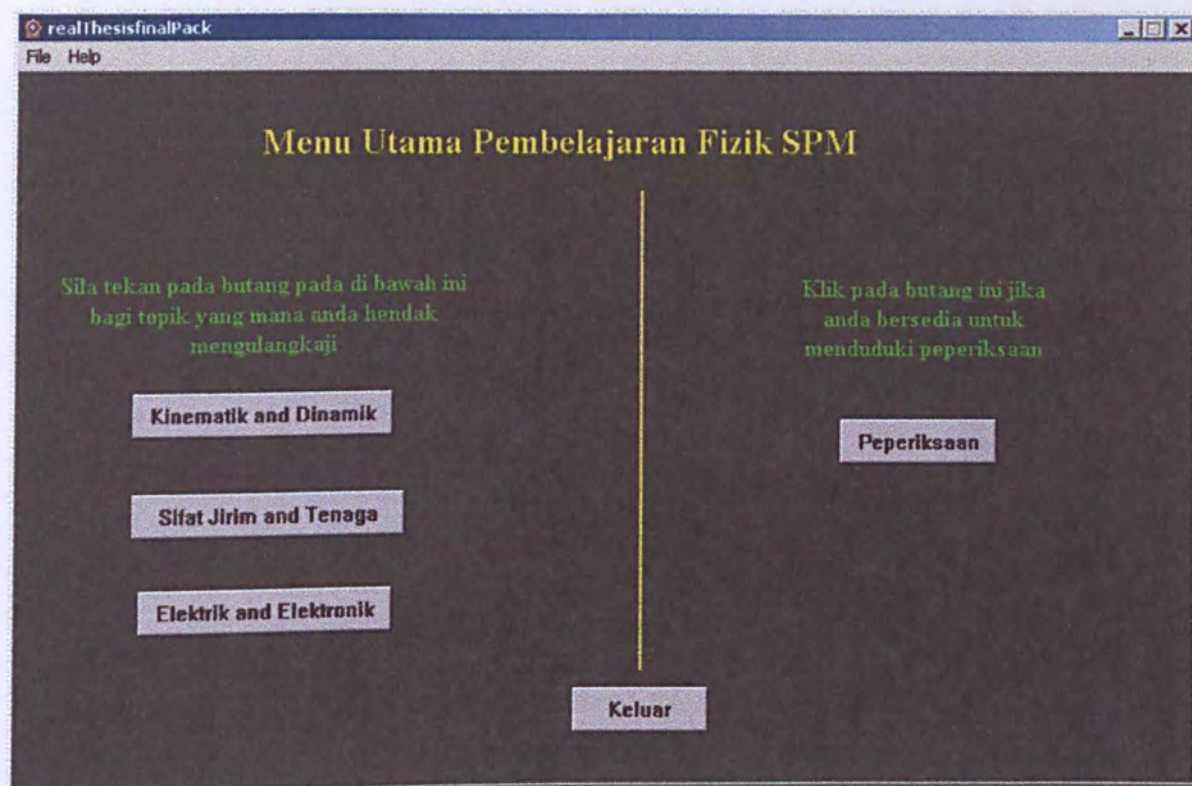 realThesisfinalPack
File Help
Menu Utama Pembelajaran Fizik SPM
Sila tekan pada butang pada di bawah ini
bagi topik yang mana anda hendak
mengulangkaji
Kinematik and Dinamik
Sifat Jirim and Tenaga
Elektrik and Elektronik
Klik pada butang ini jika
anda bersedia untuk
menduduki peperiksaan
Peperiksaan
Keluar